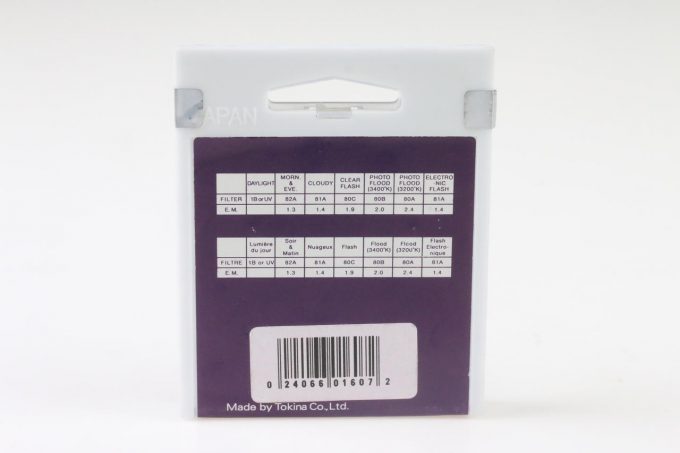 JAPAN
DAYLIGHT MORN. & EVE. CLOUDY CLEAR FLASH PHOTO FLOOD (3400°K) PHOTO FLOOD (3200°K) ELECTRO -NIC FLASH
FILTER 1B or UV 82A 81A 80C 80B 80A 81A
E.M. 1.3 1.4 1.9 2.0 2.4 1.4
Lumière du jour Soir & Matin Nuageux Flash Flood (3400°K) Flood (3200°K) Flash Electro- nique
FILTRE 1B or UV 82A 81A 80C 80B 80A 81A
E.M. 1.3 1.4 1.9 2.0 2.4 1.4
0 24066 01607 2
Made by Tokina Co., Ltd.